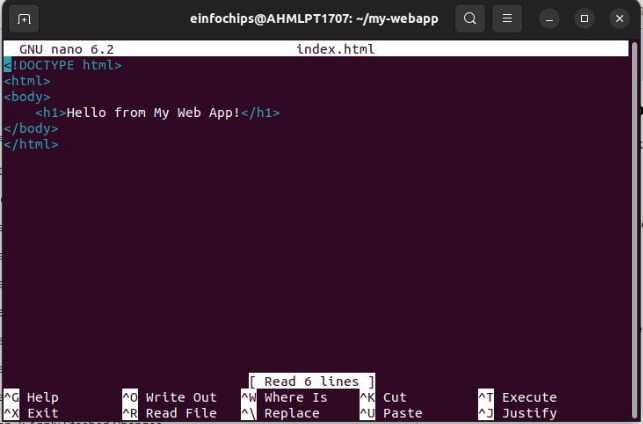 einfochips@AHMLPT1707: ~/my-webapp
GNU nano 6.2 index.html
<!DOCTYPE html>
<html>
<body>
    <h1>Hello from My Web App!</h1>
</body>
</html>
[ Read 6 lines ]
^G Help ^O Write Out ^W Where Is ^K Cut ^T Execute
^X Exit ^R Read File ^\ Replace ^U Paste ^J Justify